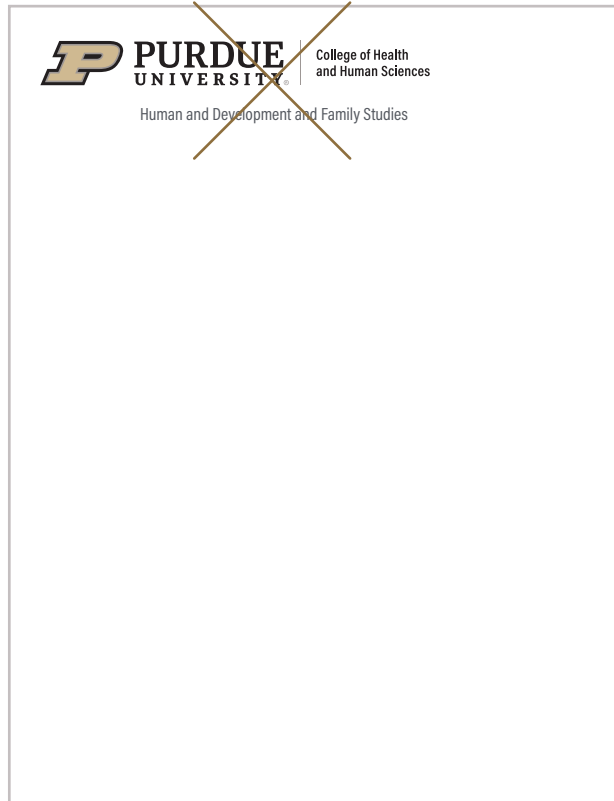 PURDUE
UNIVERSITY®
College of Health
and Human Sciences
Human and Development and Family Studies